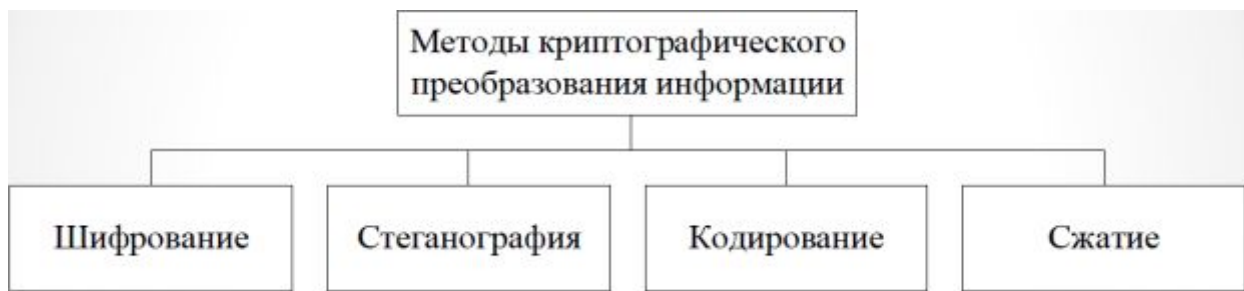 Методы криптографического
преобразования информации
Шифрование
Стеганография
Кодирование
Сжатие